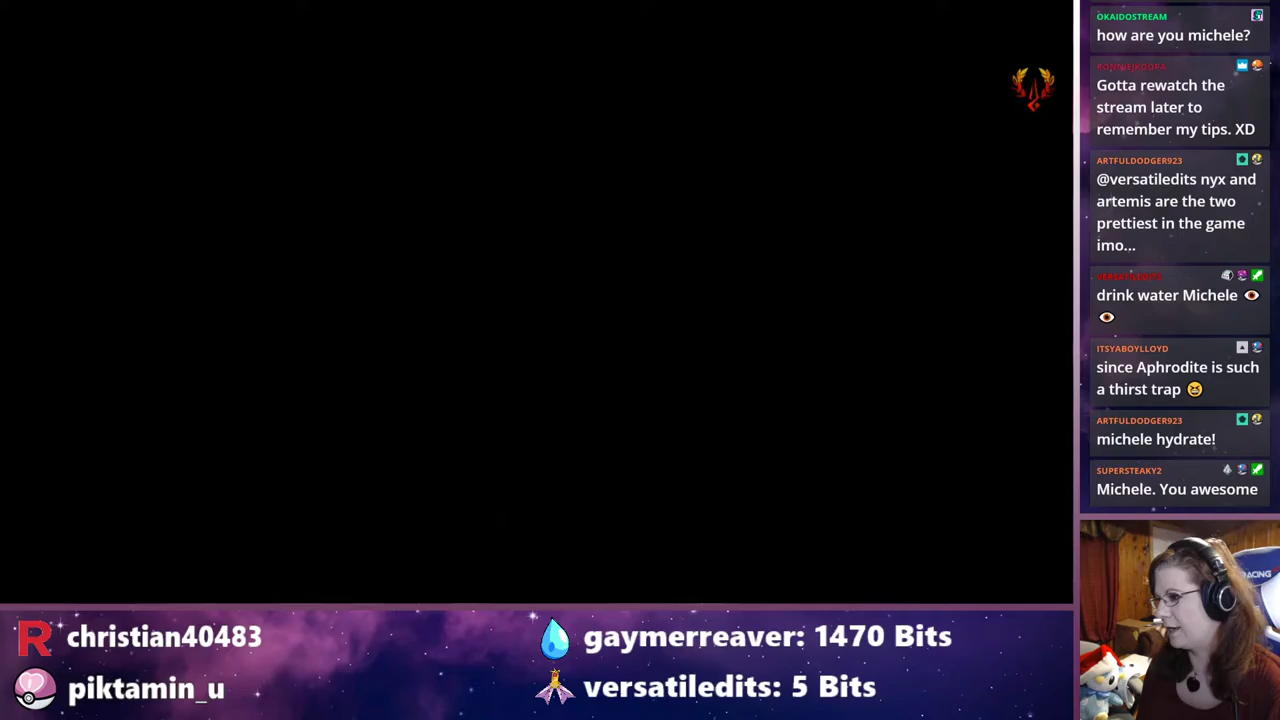 OKAIDOSTREAM
how are you michele?
RONNIEJKOOPA
Gotta rewatch the
stream later to
remember my tips. XD
ARTFULDODGER923
@versatiledits nyx and
artemis are the two
prettiest in the game
imo...
VERSATILEDITS
drink water Michele 👁
👁
ITSYABOYLLOYD
since Aphrodite is such
a thirst trap 😆
ARTFULDODGER923
michele hydrate!
SUPERSTEAKY2
Michele. You awesome
RACING
R christian40483
piktamin_u
gaymerreaver: 1470 Bits
versatiledits: 5 Bits